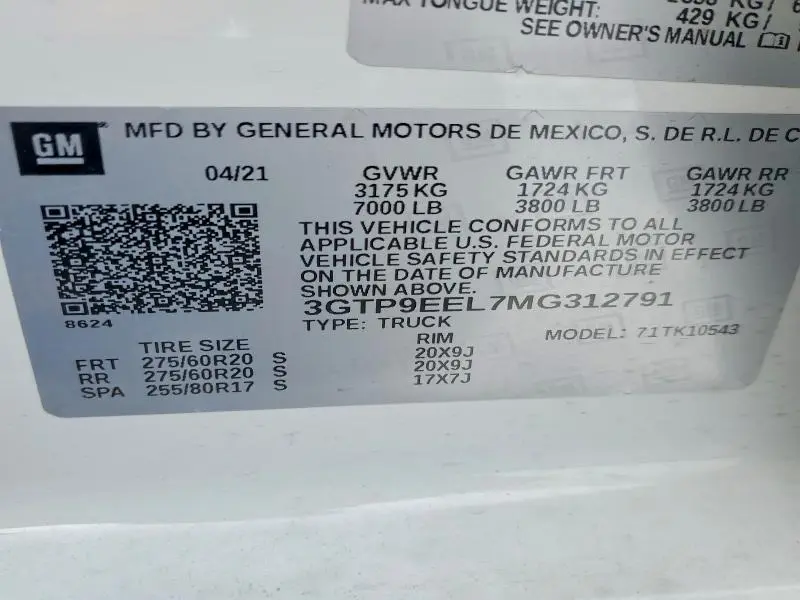 KG/
MAX TONGUE WEIGHT: 429 KG/
SEE OWNER'S MANUAL
GM MFD BY GENERAL MOTORS DE MEXICO, S. DE R.L. DE C
04/21 GVWR GAWR FRT GAWR RR
3175 KG 1724 KG 1724 KG
7000 LB 3800 LB 3800 LB
THIS VEHICLE CONFORMS TO ALL
APPLICABLE U.S. FEDERAL MOTOR
VEHICLE SAFETY STANDARDS IN EFFECT
ON THE DATE OF MANUFACTURE
SHOWN ABOVE.
3GTP9EEL7MG312791
8624
TYPE: TRUCK MODEL: 71TK10543
TIRE SIZE RIM
FRT 275/60R20 S 20X9J
RR 275/60R20 S 20X9J
SPA 255/80R17 S 17X7J